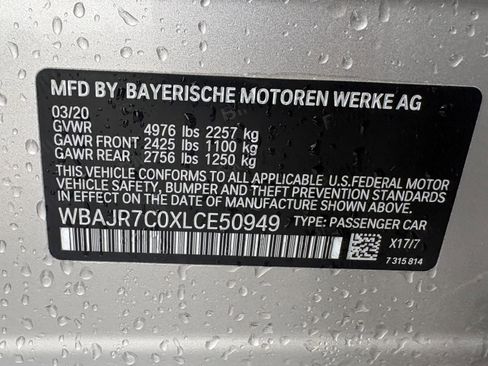 MFD BY BAYERISCHE MOTOREN WERKE AG
03/20
GVWR 4976 lbs 2257 kg
GAWR FRONT 2425 lbs 1100 kg
GAWR REAR 2756 lbs 1250 kg
THIS VEHICLE CONFORMS TO ALL APPLICABLE U.S.FEDERAL MOTOR
VEHICLE SAFETY, BUMPER AND THEFT PREVENTION STANDARDS
IN EFFECT ON THE DATE OF MANUFACTURE SHOWN ABOVE.
WBAJR7C0XLCE50949 TYPE: PASSENGER CAR
X17/7
7 315 814